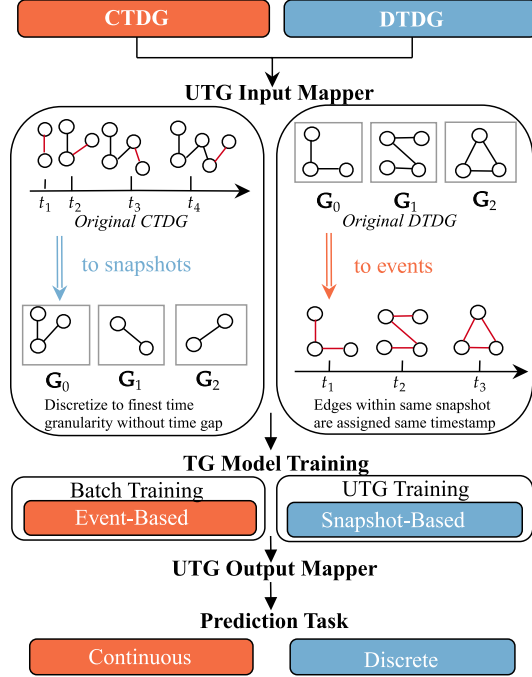 CTDG
DTDG
UTG Input Mapper
t1 t2 t3 t4
Original CTDG
to snapshots
G0 G1 G2
Discretize to finest time
granularity without time gap
G0 G1 G2
Original DTDG
to events
t1 t2 t3
Edges within same snapshot
are assigned same timestamp
TG Model Training
Batch Training
Event-Based
UTG Training
Snapshot-Based
UTG Output Mapper
Prediction Task
Continuous
Discrete